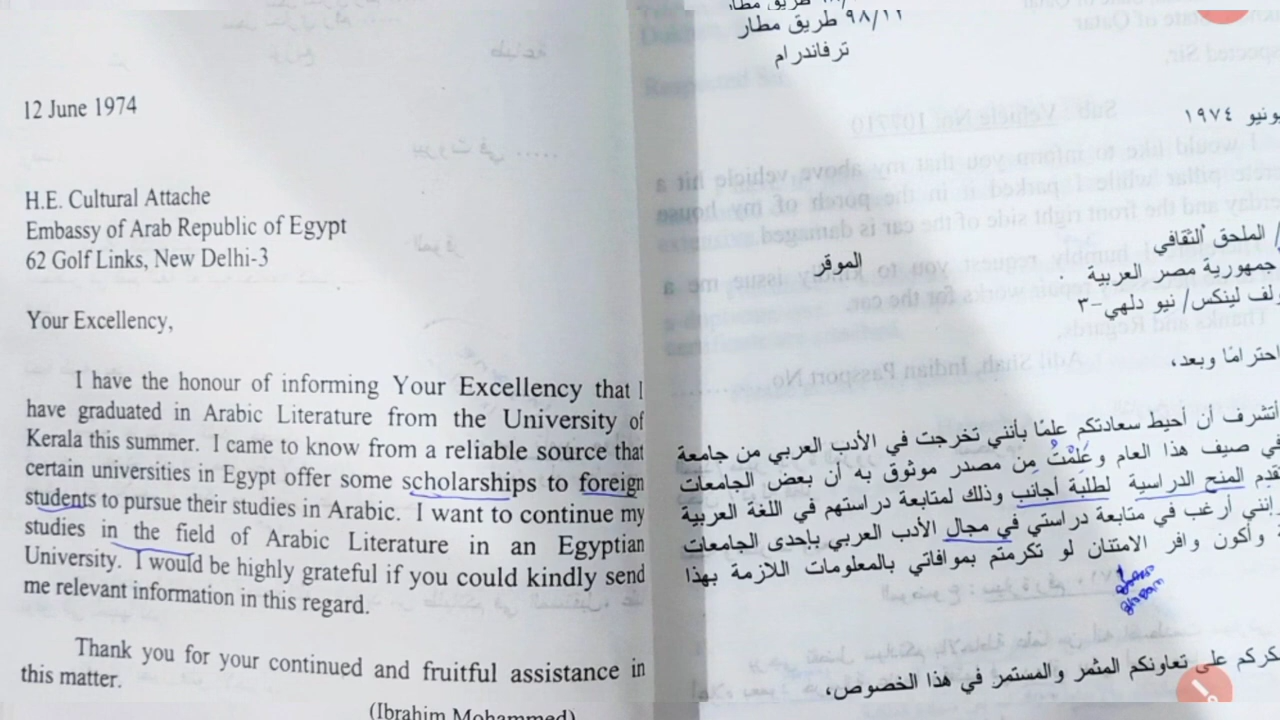 12 June 1974
H.E. Cultural Attache
Embassy of Arab Republic of Egypt
62 Golf Links, New Delhi-3
Your Excellency,
I have the honour of informing Your Excellency that I
have graduated in Arabic Literature from the University of
Kerala this summer. I came to know from a reliable source that
certain universities in Egypt offer some scholarships to foreign
students to pursue their studies in Arabic. I want to continue my
studies in the field of Arabic Literature in an Egyptian
University. I would be highly grateful if you could kindly send
me relevant information in this regard.
Thank you for your continued and fruitful assistance in
this matter.
(Ibrahim Mohammed)
٩٨/١٢ طريق مطار
ترفاندرام
يونيو ١٩٧٤
/ الملحق الثقافي
جمهورية مصر العربية الموقر
لينكس/ نيو دلهي-٣
احترامًا وبعد،
أتشرف أن أحيط سعادتكم علمًا بأنني تخرجت في الأدب العربي من جامعة
في صيف هذا العام وعَلِمْتُ من مصدر موثوق به أن بعض الجامعات
المنح الدراسية لطلبة أجانب وذلك لمتابعة دراستهم في اللغة العربية
إنني أرغب في متابعة دراستي في مجال الأدب العربي بإحدى الجامعات
وأكون وافر الامتنان لو تكرمتم بموافاتي بالمعلومات اللازمة بهذا
على تعاونكم المثمر والمستمر في هذا الخصوص،